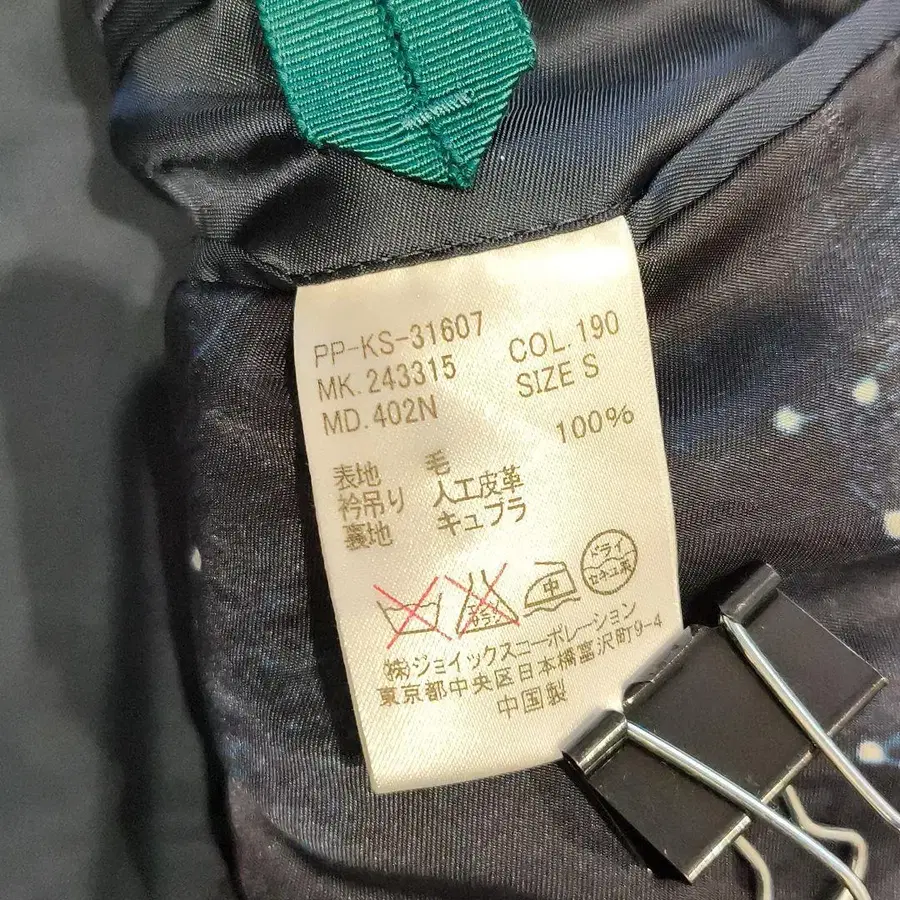 PP-KS-31607
MK.243315 COL.190
MD.402N SIZE S
表地 毛 100%
衿吊り 人工皮革
裏地 キュプラ
中 ドライ セキユ系
㈱ジョイックスコーポレーション
東京都中央区日本橋富沢町9-4
中国製